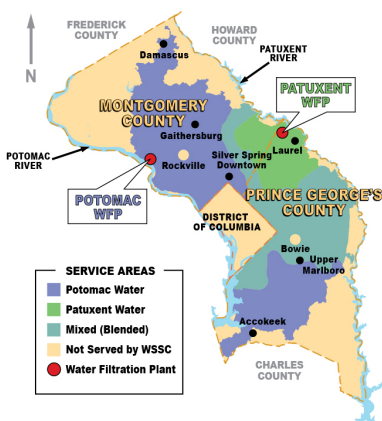 FREDERICK
COUNTY
HOWARD
COUNTY
PATUXENT
RIVER
Damascus
N
PATUXENT
WFP
MONTGOMERY
COUNTY
Gaithersburg
Laurel
POTOMAC
RIVER
Rockville
Silver Spring
Downtown
POTOMAC
WFP
PRINCE GEORGE'S
COUNTY
DISTRICT
OF COLUMBIA
Bowie
Upper
Marlboro
SERVICE AREAS
Potomac Water
Patuxent Water
Mixed (Blended)
Not Served by WSSC
Water Filtration Plant
Accokeek
CHARLES
COUNTY